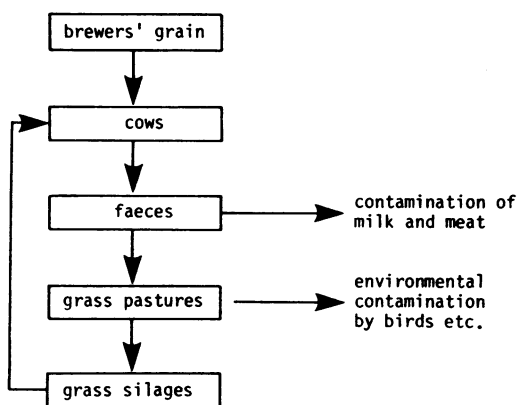 brewers' grain
cows
faeces
contamination of
milk and meat
grass pastures
environmental
contamination
by birds etc.
grass silages